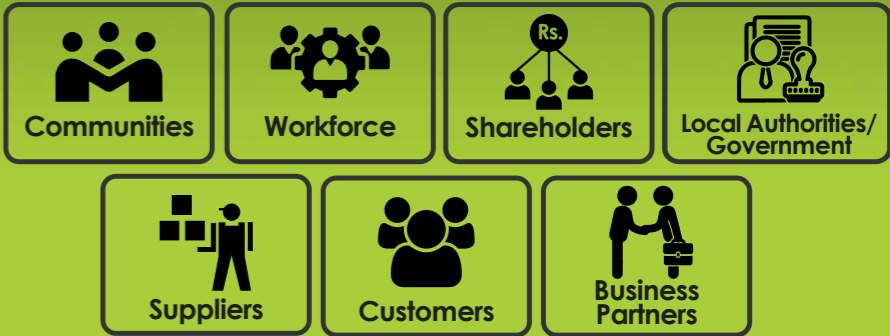 Rs.
Communities
Workforce
Shareholders
Local Authorities/
Government
Suppliers
Customers
Business
Partners